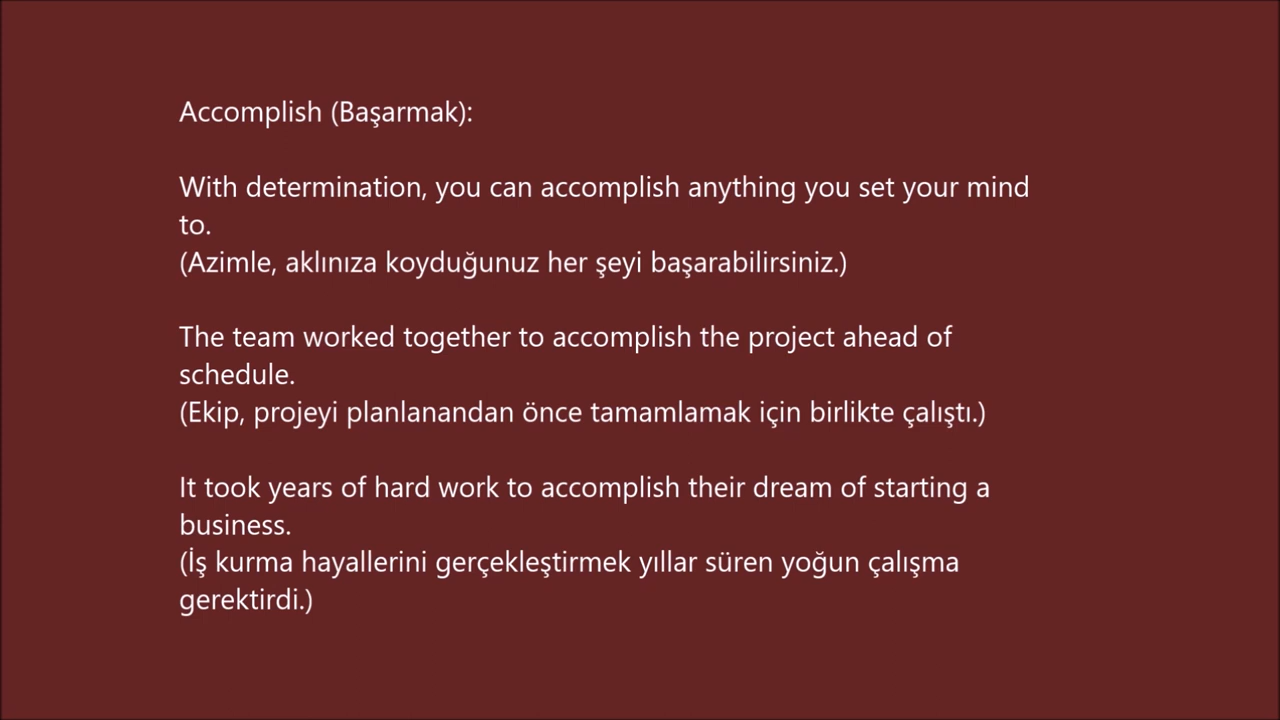 Accomplish (Başarmak):
With determination, you can accomplish anything you set your mind
to.
(Azimle, aklınıza koyduğunuz her şeyi başarabilirsiniz.)
The team worked together to accomplish the project ahead of
schedule.
(Ekip, projeyi planlanandan önce tamamlamak için birlikte çalıştı.)
It took years of hard work to accomplish their dream of starting a
business.
(İş kurma hayallerini gerçekleştirmek yıllar süren yoğun çalışma
gerektirdi.)